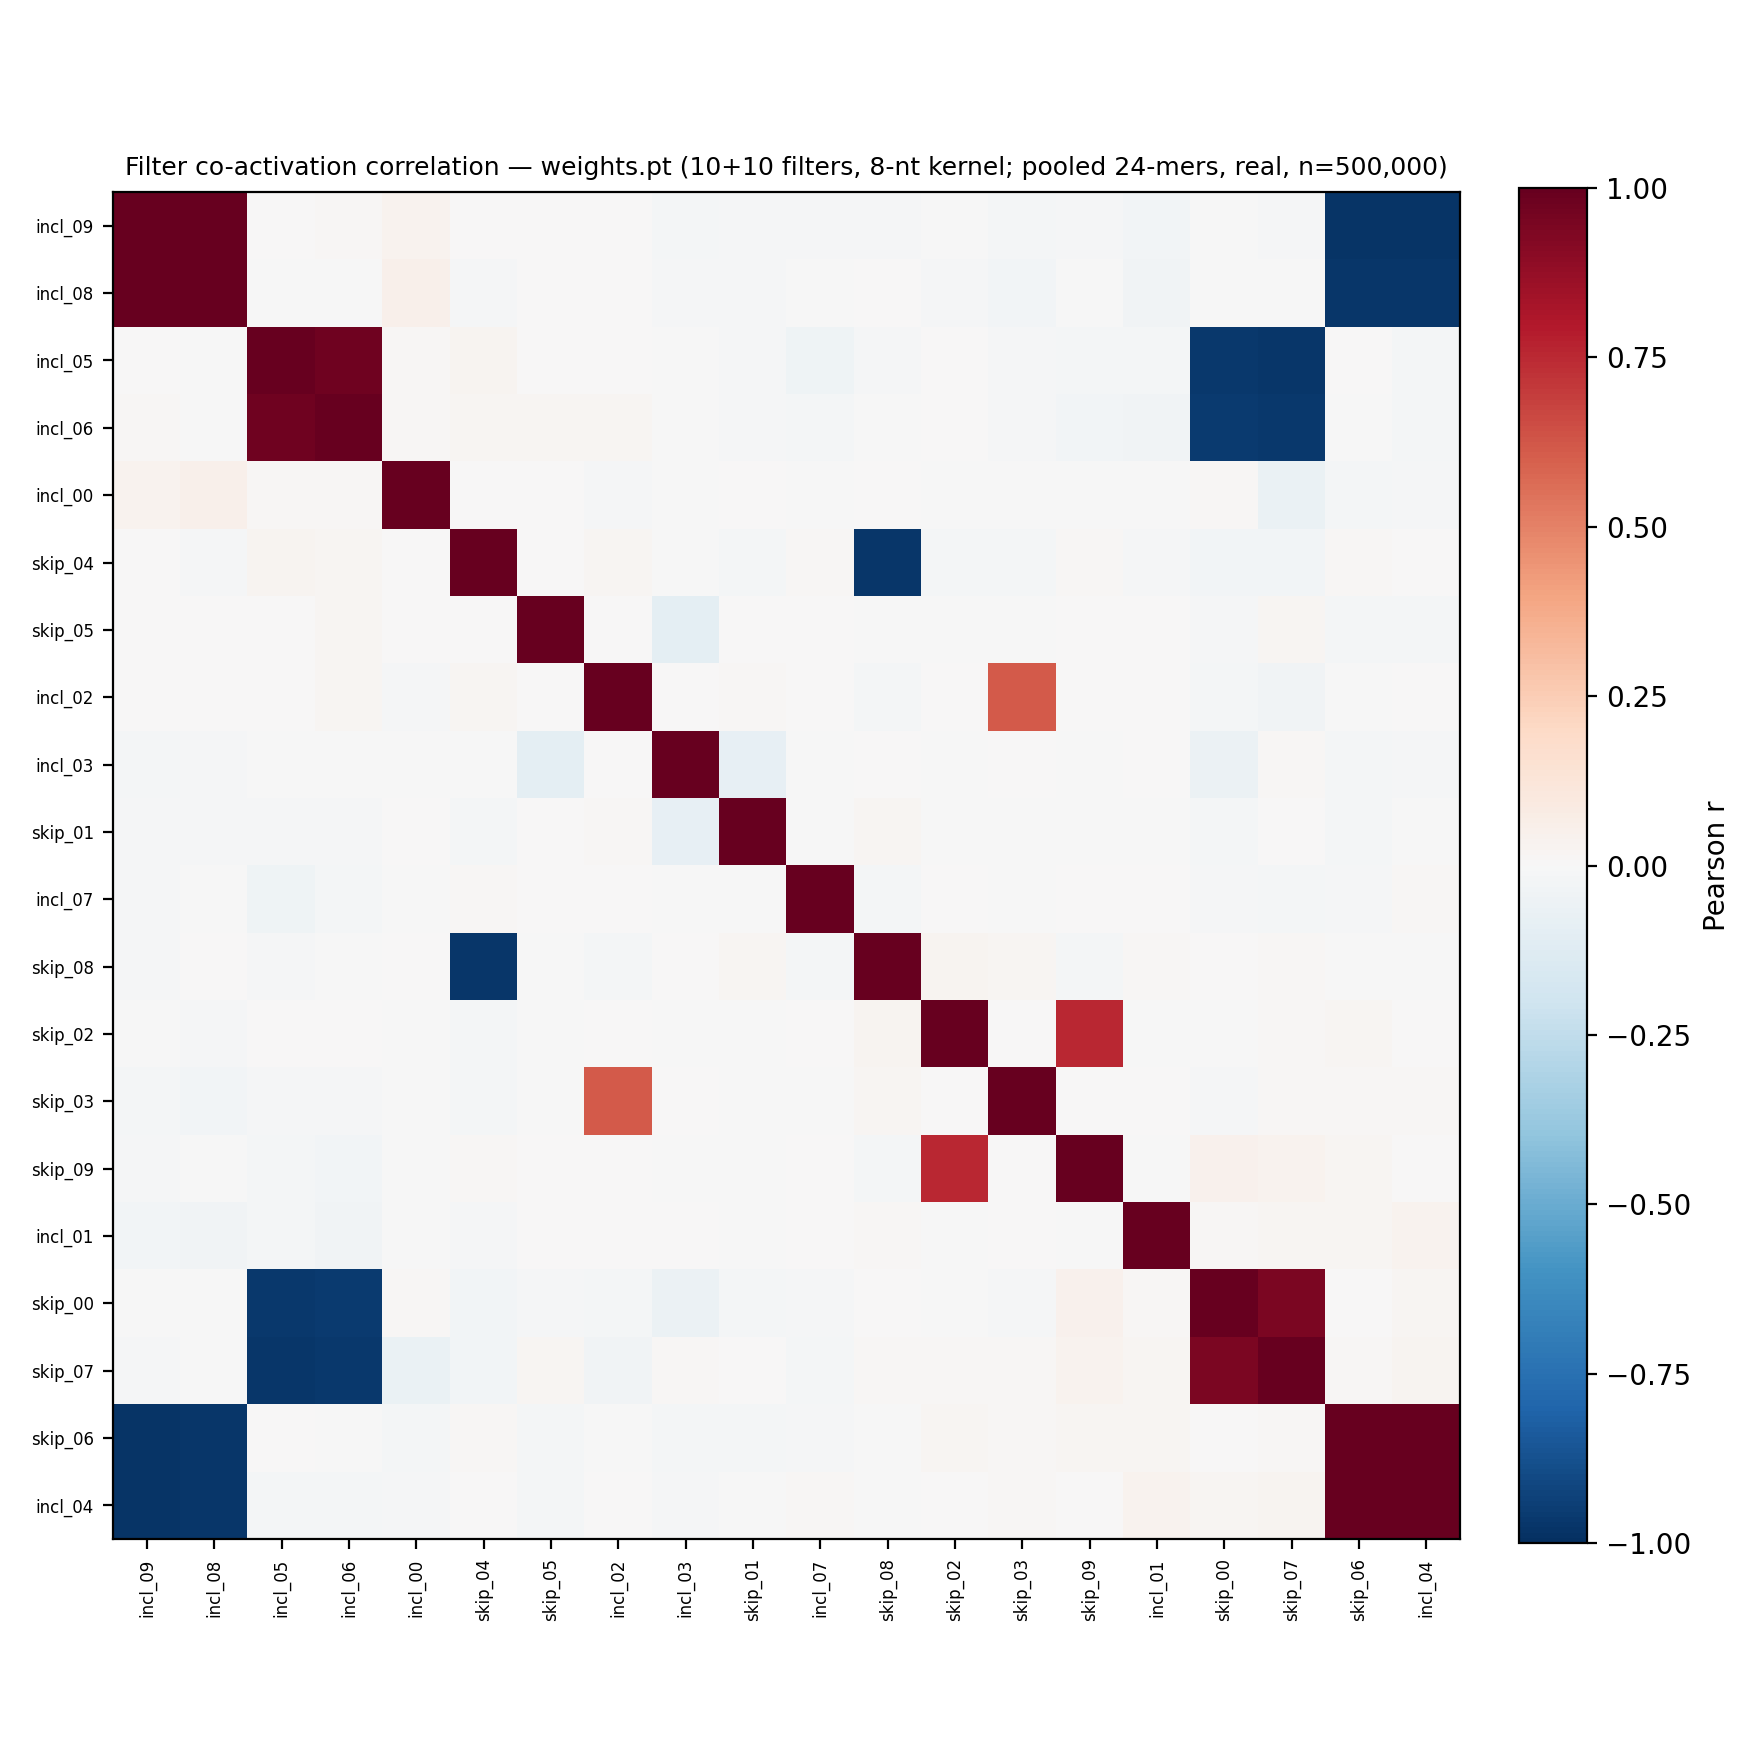 Filter co-activation correlation — weights.pt (10+10 filters, 8-nt kernel; pooled 24-mers, real, n=500,000)
incl_09
incl_08
incl_05
incl_06
incl_00
skip_04
skip_05
incl_02
incl_03
skip_01
incl_07
skip_08
skip_02
skip_03
skip_09
incl_01
skip_00
skip_07
skip_06
incl_04
incl_09
incl_08
incl_05
incl_06
incl_00
skip_04
skip_05
incl_02
incl_03
skip_01
incl_07
skip_08
skip_02
skip_03
skip_09
incl_01
skip_00
skip_07
skip_06
incl_04
1.00
0.75
0.50
0.25
0.00
−0.25
−0.50
−0.75
−1.00
Pearson r